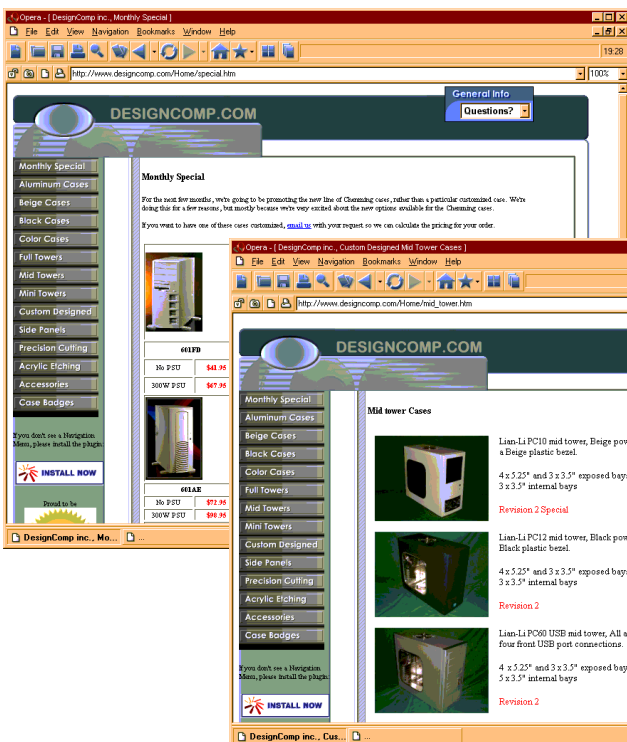 Opera - [ DesignComp inc., Monthly Special ]
File Edit View Navigation Bookmarks Window Help
19:28
http://www.designcomp.com/Home/special.htm
100%
General Info
Questions?
DESIGNCOMP.COM
Monthly Special
Aluminum Cases
Beige Cases
Black Cases
Color Cases
Full Towers
Mid Towers
Mini Towers
Custom Designed
Side Panels
Precision Cutting
Acrylic Etching
Accessories
Case Badges
If you don't see a Navigation
Menu, please install the plugin:
INSTALL NOW
Proud to be
Monthly Special
For the next few months, we're going to be promoting the new line of Chenming cases, rather than a particular customized case. We're
doing this for a few reasons, but mostly because we're very excited about the new options available for the Chenming cases.
If you want to have one of these cases customized, email us with your request so we can calculate the pricing for your order.
601FD
No PSU $41.95
300W PSU $67.95
601AE
No PSU $72.95
300W PSU $98.95
DesignComp inc., Mo... ...
Opera - [ DesignComp inc., Custom Designed Mid Tower Cases ]
File Edit View Navigation Bookmarks Window Help
http://www.designcomp.com/Home/mid_tower.htm
DESIGNCOMP.COM
Monthly Special
Aluminum Cases
Beige Cases
Black Cases
Color Cases
Full Towers
Mid Towers
Mini Towers
Custom Designed
Side Panels
Precision Cutting
Acrylic Etching
Accessories
Case Badges
If you don't see a Navigation
Menu, please install the plugin:
INSTALL NOW
Mid tower Cases
Lian-Li PC10 mid tower, Beige pow
a Beige plastic bezel.
4 x 5.25" and 3 x 3.5" exposed bays
3 x 3.5" internal bays
Revision 2 Special
Lian-Li PC12 mid tower, Black pow
Black plastic bezel.
4 x 5.25" and 3 x 3.5" exposed bays
3 x 3.5" internal bays
Revision 2
Lian-Li PC60 USB mid tower, All a
four front USB port connections.
4 x 5.25" and 3 x 3.5" exposed bay
5 x 3.5" internal bays
Revision 2
DesignComp inc., Cus... ...